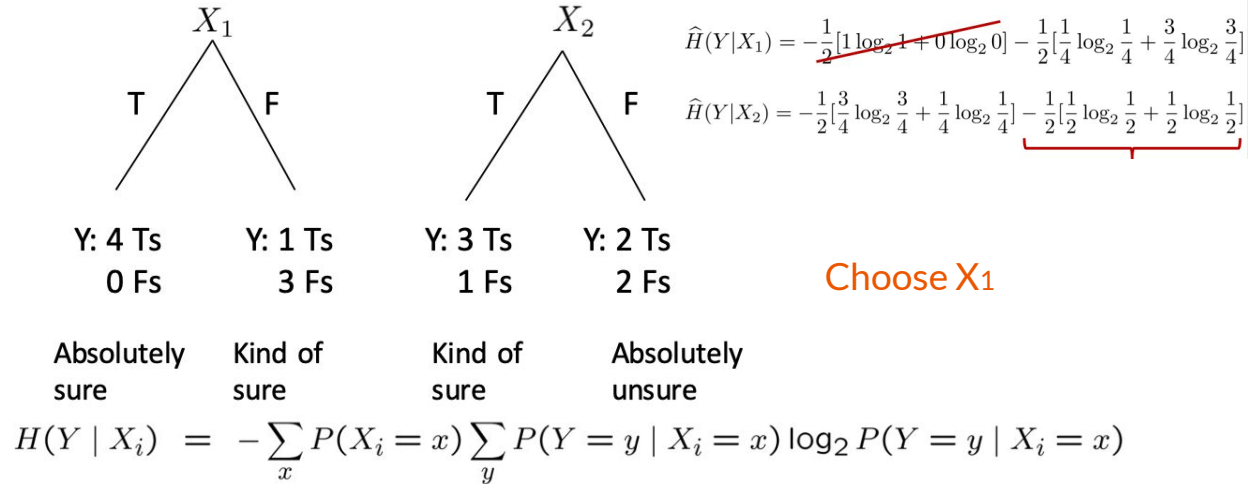 X₁
X₂
Ĥ(Y|X₁) = −1/2[1 log₂ 1 + 0 log₂ 0] − 1/2[1/4 log₂ 1/4 + 3/4 log₂ 3/4]
Ĥ(Y|X₂) = −1/2[3/4 log₂ 3/4 + 1/4 log₂ 1/4] − 1/2[1/2 log₂ 1/2 + 1/2 log₂ 1/2]
T F T F
Y: 4 Ts Y: 1 Ts Y: 3 Ts Y: 2 Ts
0 Fs 3 Fs 1 Fs 2 Fs
Choose X1
Absolutely Kind of Kind of Absolutely
sure sure sure unsure
H(Y | Xᵢ) = −∑ₓ P(Xᵢ = x) ∑ᵧ P(Y = y | Xᵢ = x) log₂ P(Y = y | Xᵢ = x)